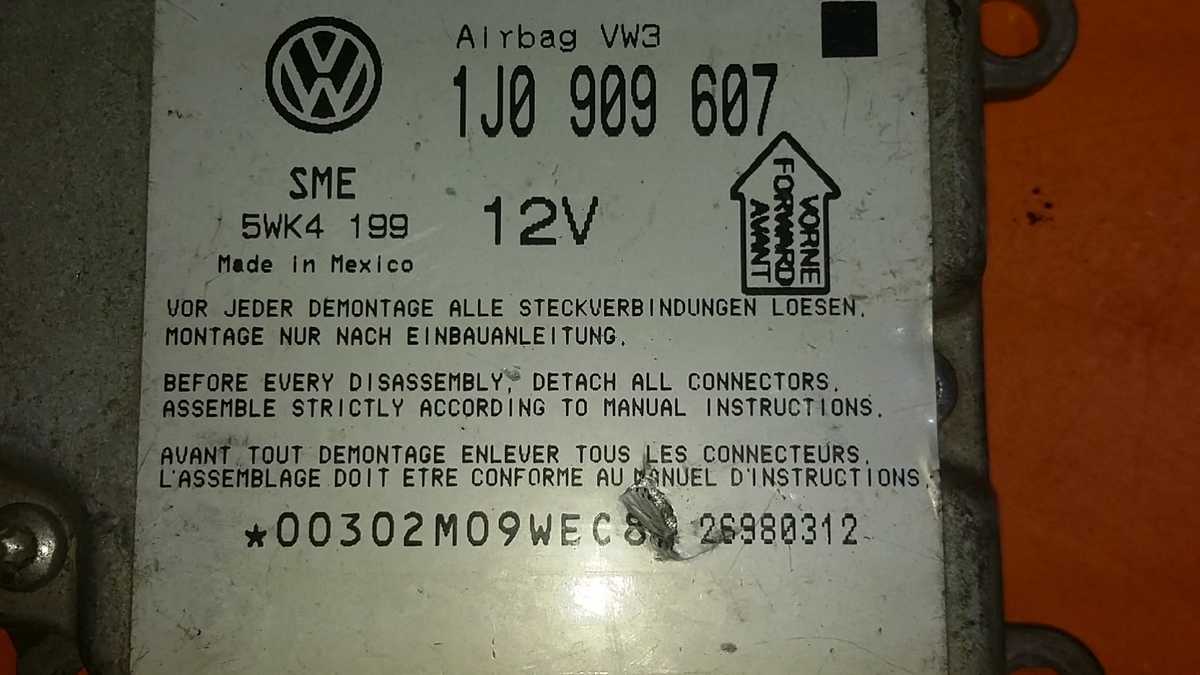 Airbag VW3
1J0 909 607
SME
5WK4 199
Made in Mexico
12V
VORNE
FORWARD
AVANT
VOR JEDER DEMONTAGE ALLE STECKVERBINDUNGEN LOESEN.
MONTAGE NUR NACH EINBAUANLEITUNG.
BEFORE EVERY DISASSEMBLY, DETACH ALL CONNECTORS.
ASSEMBLE STRICTLY ACCORDING TO MANUAL INSTRUCTIONS.
AVANT TOUT DEMONTAGE ENLEVER TOUS LES CONNECTEURS.
L'ASSEMBLAGE DOIT ETRE CONFORME AU MANUEL D'INSTRUCTIONS.
26980312